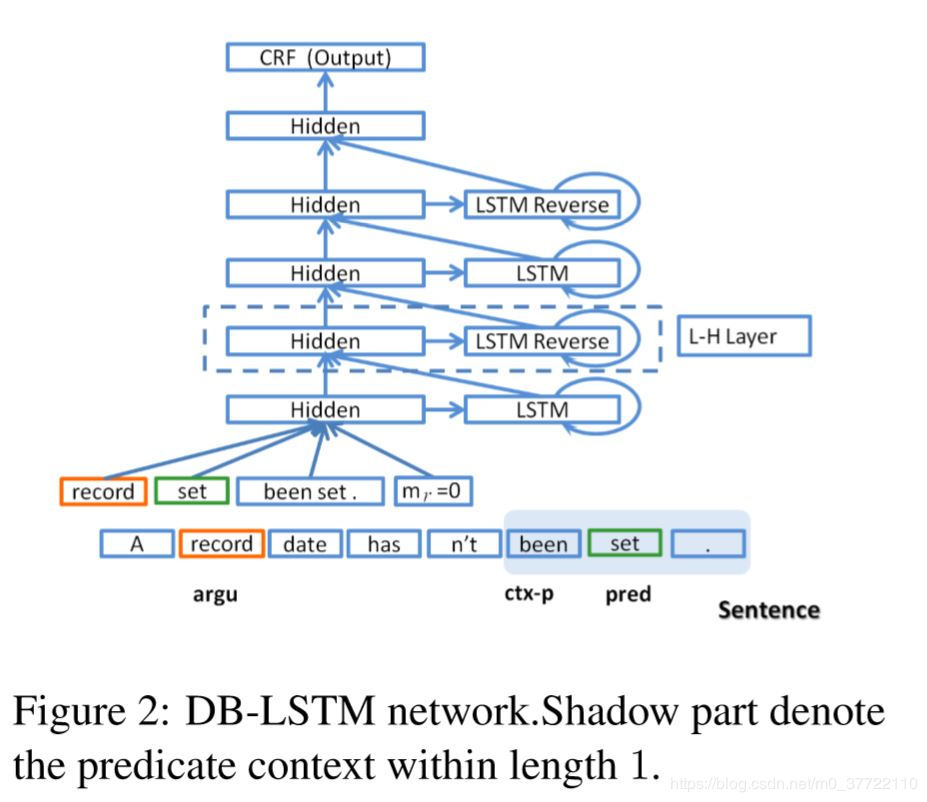 CRF (Output)
Hidden
Hidden LSTM Reverse
Hidden LSTM
Hidden LSTM Reverse L-H Layer
Hidden LSTM
record set been set . mr=0
A record date has n't been set .
argu ctx-p pred
Sentence
Figure 2: DB-LSTM network.Shadow part denote
the predicate context within length 1.
https://blog.csdn.net/m0_37722110